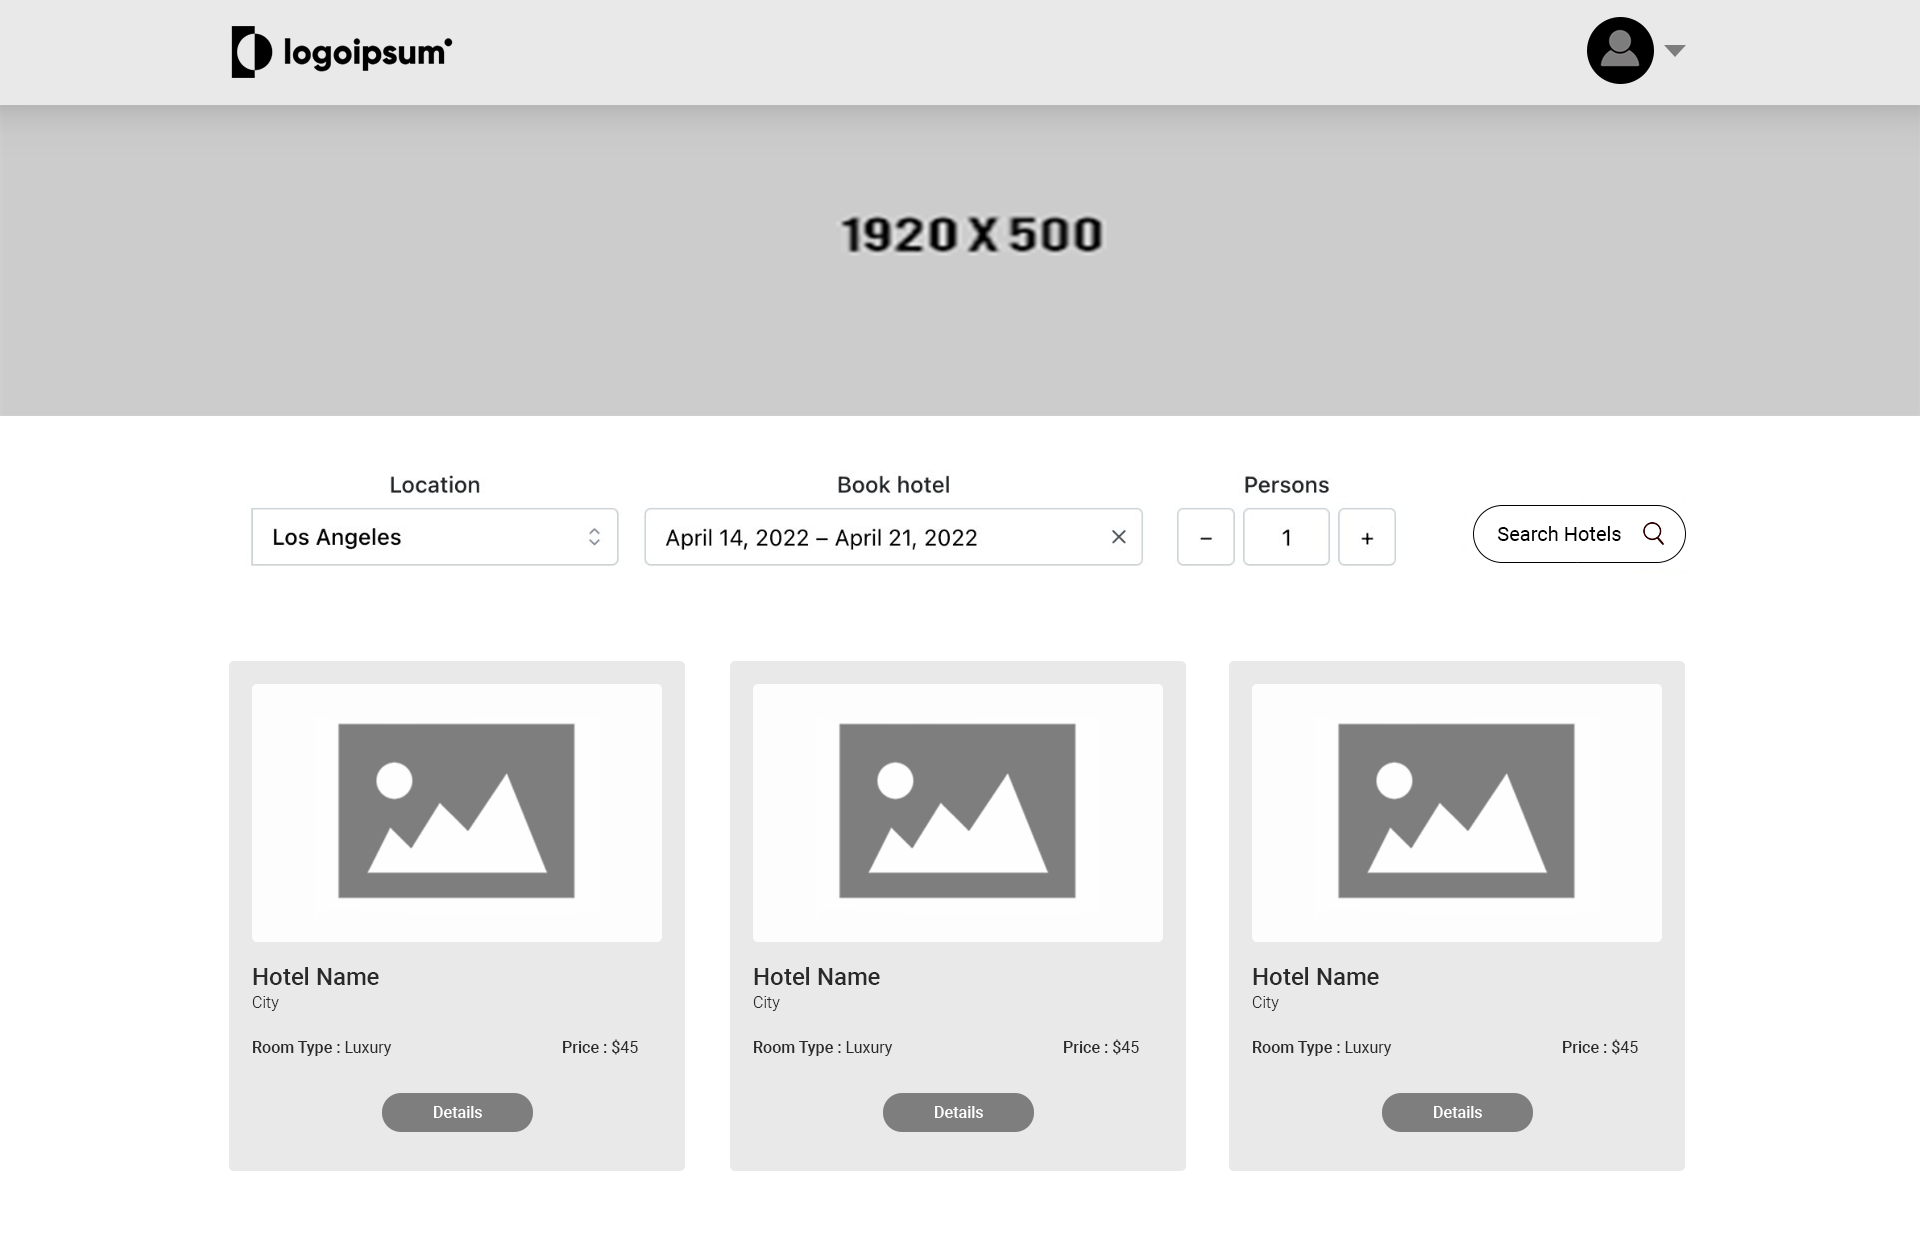 logoipsum
1920 X 500
Location
Book hotel
Persons
Los Angeles
April 14, 2022 – April 21, 2022
−
1
+
Search Hotels
Hotel Name
City
Room Type : Luxury
Price : $45
Details
Hotel Name
City
Room Type : Luxury
Price : $45
Details
Hotel Name
City
Room Type : Luxury
Price : $45
Details